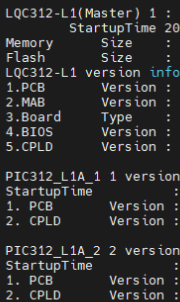 LQC312-L1(Master) 1 :
StartupTime 20
Memory Size :
Flash Size :
LQC312-L1 version info
1.PCB Version :
2.MAB Version :
3.Board Type :
4.BIOS Version :
5.CPLD Version :
PIC312_L1A_1 1 version
StartupTime :
1. PCB Version :
2. CPLD Version :
PIC312_L1A_2 2 version
StartupTime :
1. PCB Version :
2. CPLD Version :